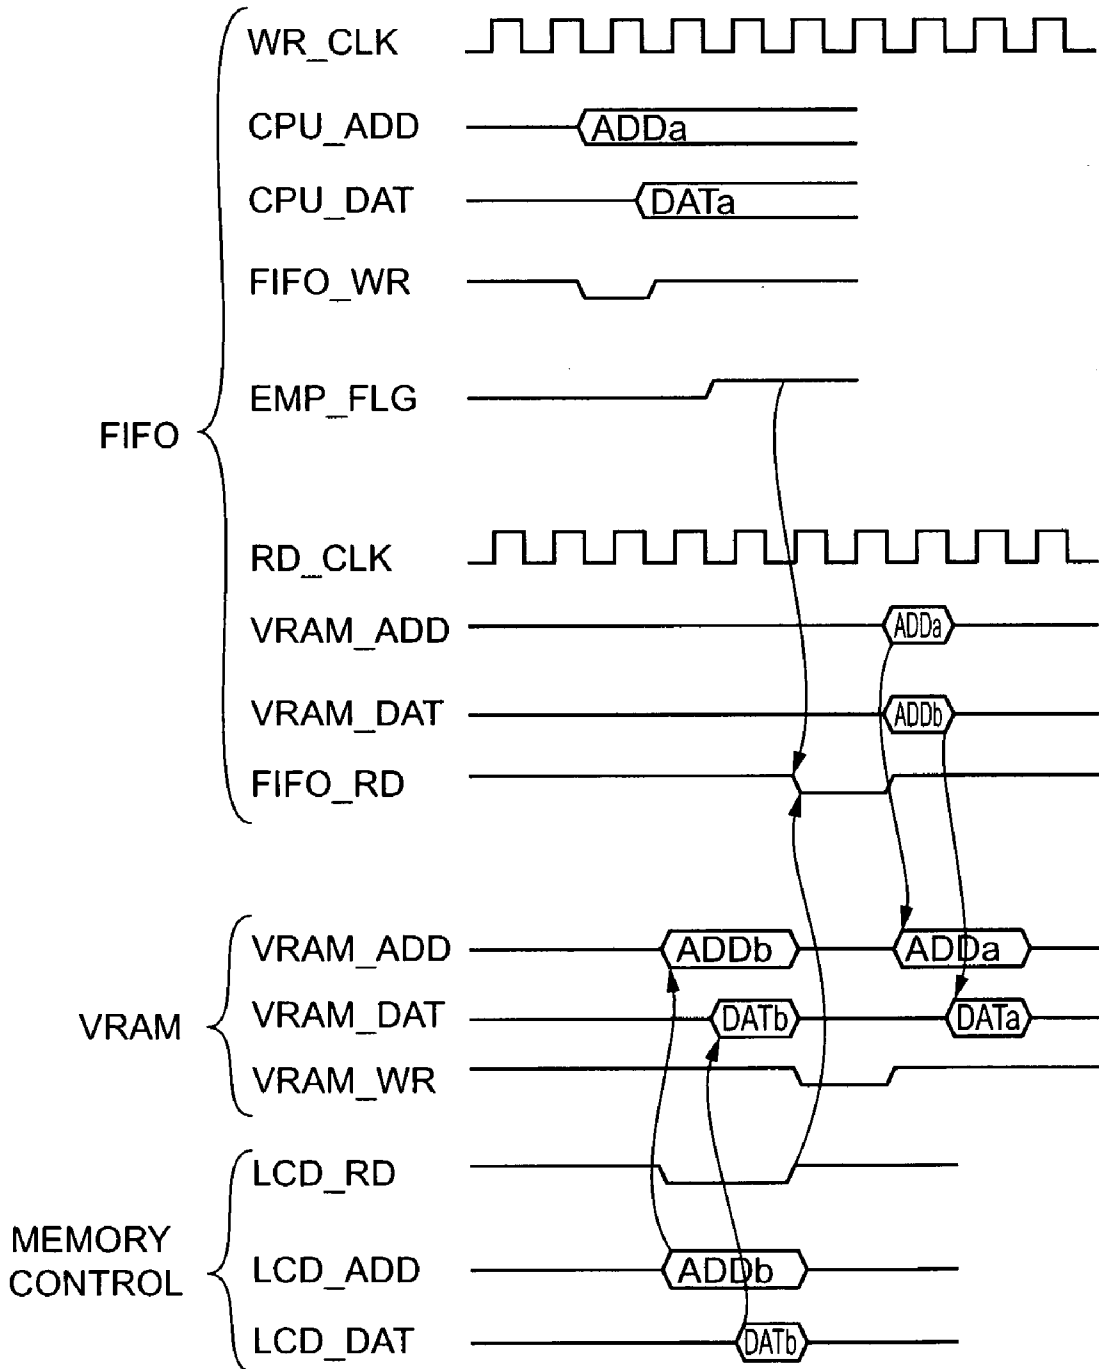 WR_CLK
CPU_ADD ADDa
CPU_DAT DATa
FIFO_WR
EMP_FLG
FIFO
RD_CLK
VRAM_ADD ADDa
VRAM_DAT ADDb
FIFO_RD
VRAM_ADD ADDb ADDa
VRAM
VRAM_DAT DATb DATa
VRAM_WR
LCD_RD
MEMORY
CONTROL
LCD_ADD ADDb
LCD_DAT DATb